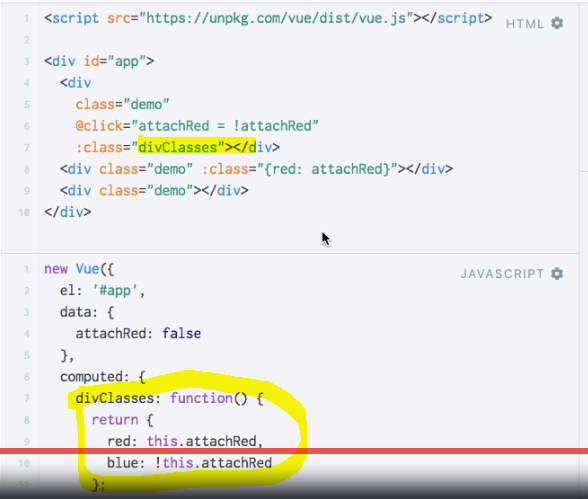 1 <script src="https://unpkg.com/vue/dist/vue.js"></script>
HTML
2
3 <div id="app">
4   <div
5     class="demo"
6     @click="attachRed = !attachRed"
7     :class="divClasses"></div>
8   <div class="demo" :class="{red: attachRed}"></div>
9   <div class="demo"></div>
10 </div>
JAVASCRIPT
1 new Vue({
2   el: '#app',
3   data: {
4     attachRed: false
5   },
6   computed: {
7     divClasses: function() {
8       return {
9         red: this.attachRed,
10         blue: !this.attachRed
11       };